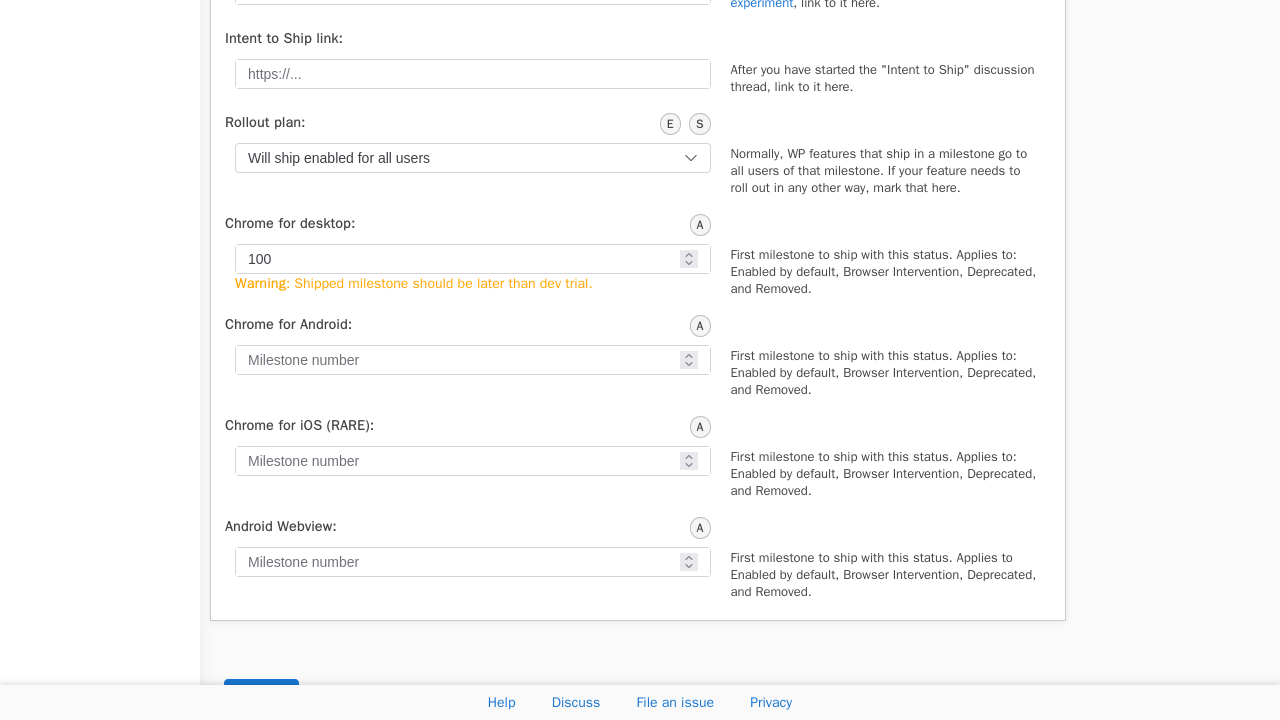 experiment, link to it here.
Intent to Ship link:
https://...
After you have started the "Intent to Ship" discussion
thread, link to it here.
Rollout plan:
E
S
Will ship enabled for all users
Normally, WP features that ship in a milestone go to
all users of that milestone. If your feature needs to
roll out in any other way, mark that here.
Chrome for desktop:
A
100
Warning: Shipped milestone should be later than dev trial.
First milestone to ship with this status. Applies to:
Enabled by default, Browser Intervention, Deprecated,
and Removed.
Chrome for Android:
A
Milestone number
First milestone to ship with this status. Applies to:
Enabled by default, Browser Intervention, Deprecated,
and Removed.
Chrome for iOS (RARE):
A
Milestone number
First milestone to ship with this status. Applies to:
Enabled by default, Browser Intervention, Deprecated,
and Removed.
Android Webview:
A
Milestone number
First milestone to ship with this status. Applies to
Enabled by default, Browser Intervention, Deprecated,
and Removed.
Help
Discuss
File an issue
Privacy